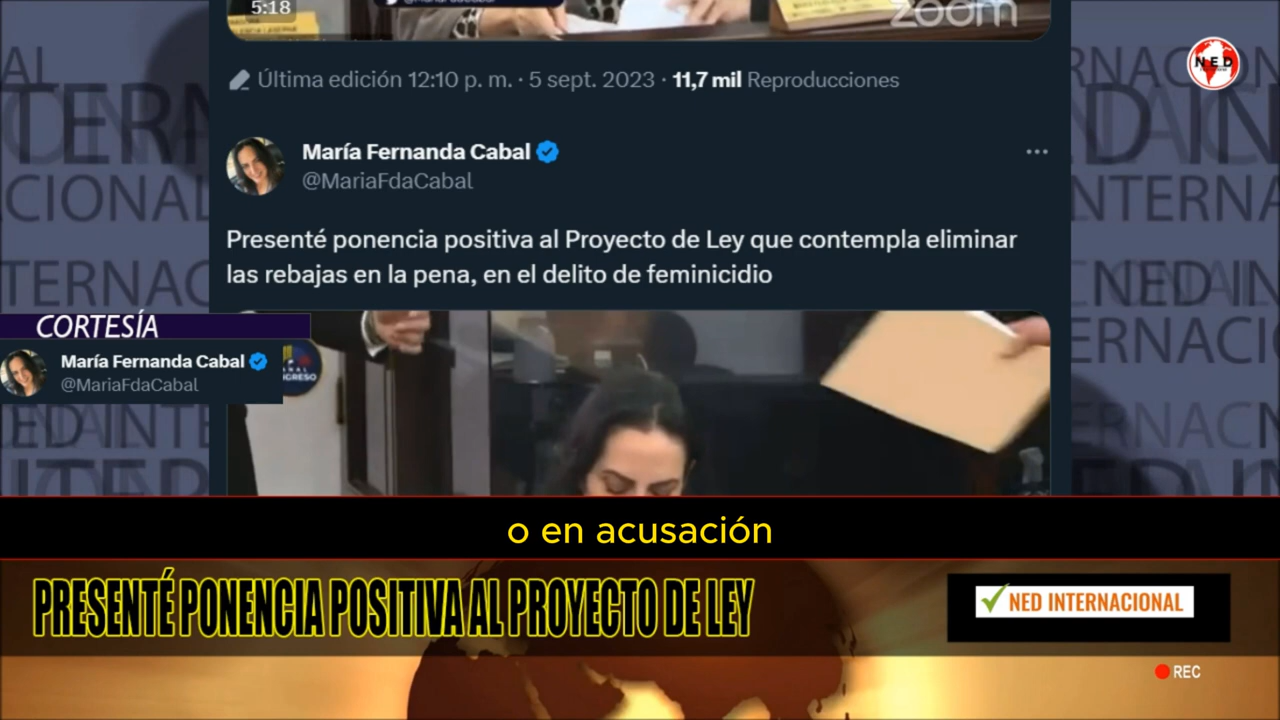 5:18
zoom
Última edición 12:10 p. m. · 5 sept. 2023 · 11,7 mil Reproducciones
NED
María Fernanda Cabal
@MariaFdaCabal
Presenté ponencia positiva al Proyecto de Ley que contempla eliminar
las rebajas en la pena, en el delito de feminicidio
CORTESÍA
María Fernanda Cabal
@MariaFdaCabal
o en acusación
PRESENTÉ PONENCIA POSITIVA AL PROYECTO DE LEY
NED INTERNACIONAL
REC